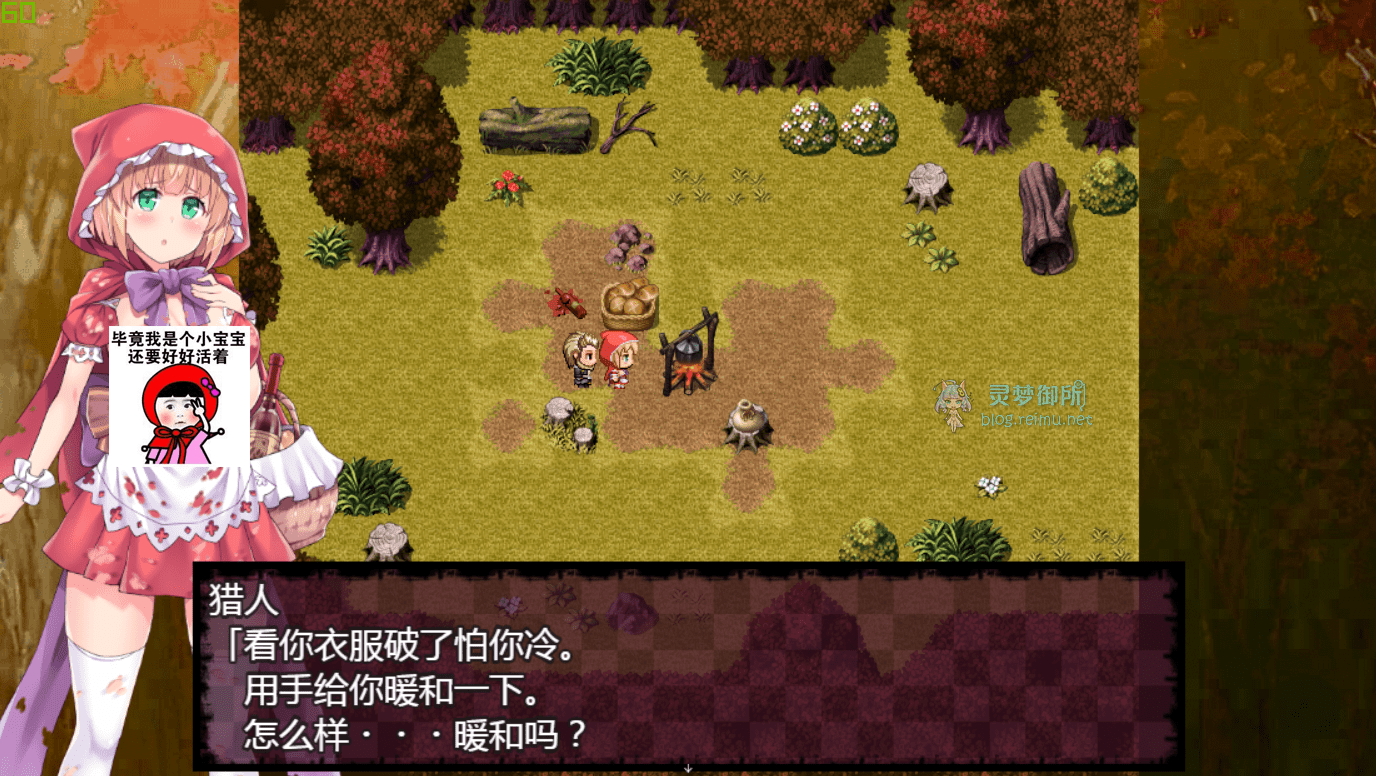 60
毕竟我是个小宝宝
还要好好活着
灵梦御所
blog.reimu.net
猎人
「看你衣服破了怕你冷。
用手给你暖和一下。
怎么样・・・暖和吗？